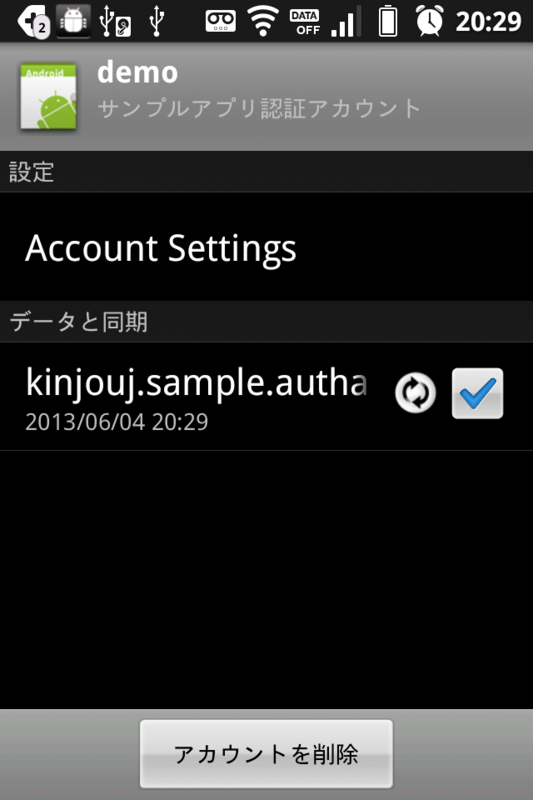 2
DATA
OFF
20:29
Android
demo
サンプルアプリ認証アカウント
設定
Account Settings
データと同期
kinjouj.sample.autha
2013/06/04 20:29
アカウントを削除